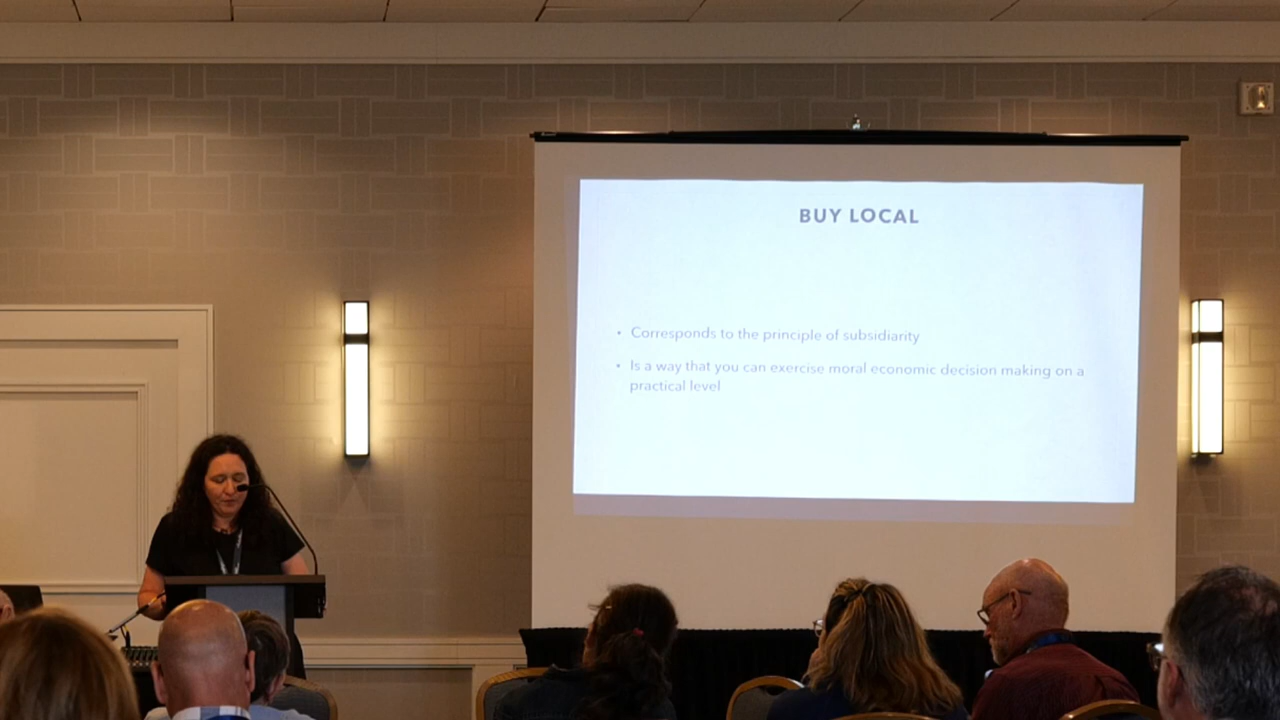 BUY LOCAL
• Corresponds to the principle of subsidiarity
• Is a way that you can exercise moral economic decision making on a
practical level